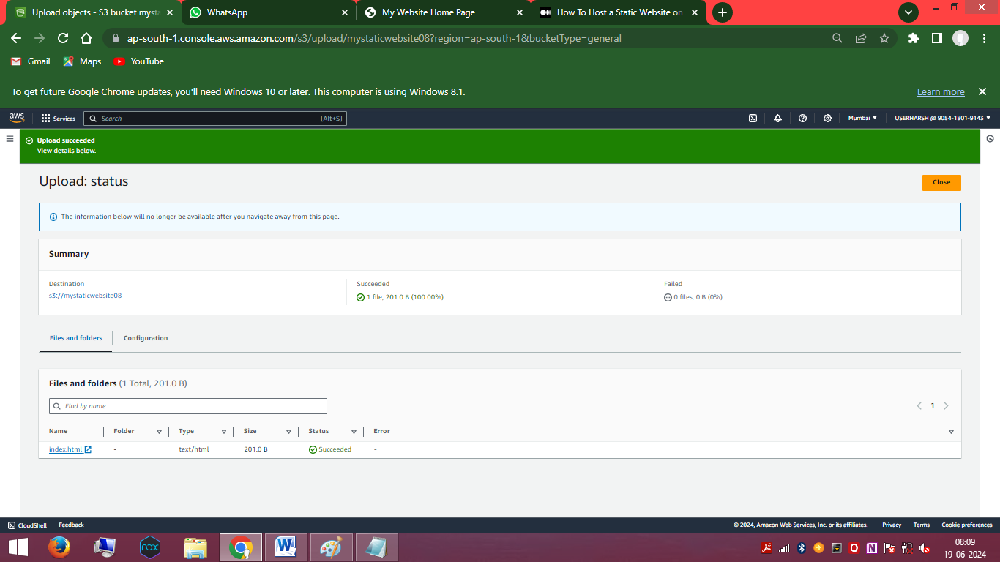 Upload objects - S3 bucket mysta
WhatsApp
My Website Home Page
How To Host a Static Website on
ap-south-1.console.aws.amazon.com/s3/upload/mystaticwebsite08?region=ap-south-1&bucketType=general
Gmail
Maps
YouTube
To get future Google Chrome updates, you'll need Windows 10 or later. This computer is using Windows 8.1.
Learn more
aws
Services
Search
[Alt+S]
Mumbai
USERHARSH @ 9054-1801-9143
Upload succeeded
View details below.
Upload: status
Close
The information below will no longer be available after you navigate away from this page.
Summary
Destination
s3://mystaticwebsite08
Succeeded
1 file, 201.0 B (100.00%)
Failed
0 files, 0 B (0%)
Files and folders
Configuration
Files and folders (1 Total, 201.0 B)
Find by name
1
Name Folder Type Size Status Error
index.html - text/html 201.0 B Succeeded -
CloudShell
Feedback
© 2024, Amazon Web Services, Inc. or its affiliates.
Privacy
Terms
Cookie preferences
nox
08:09
19-06-2024